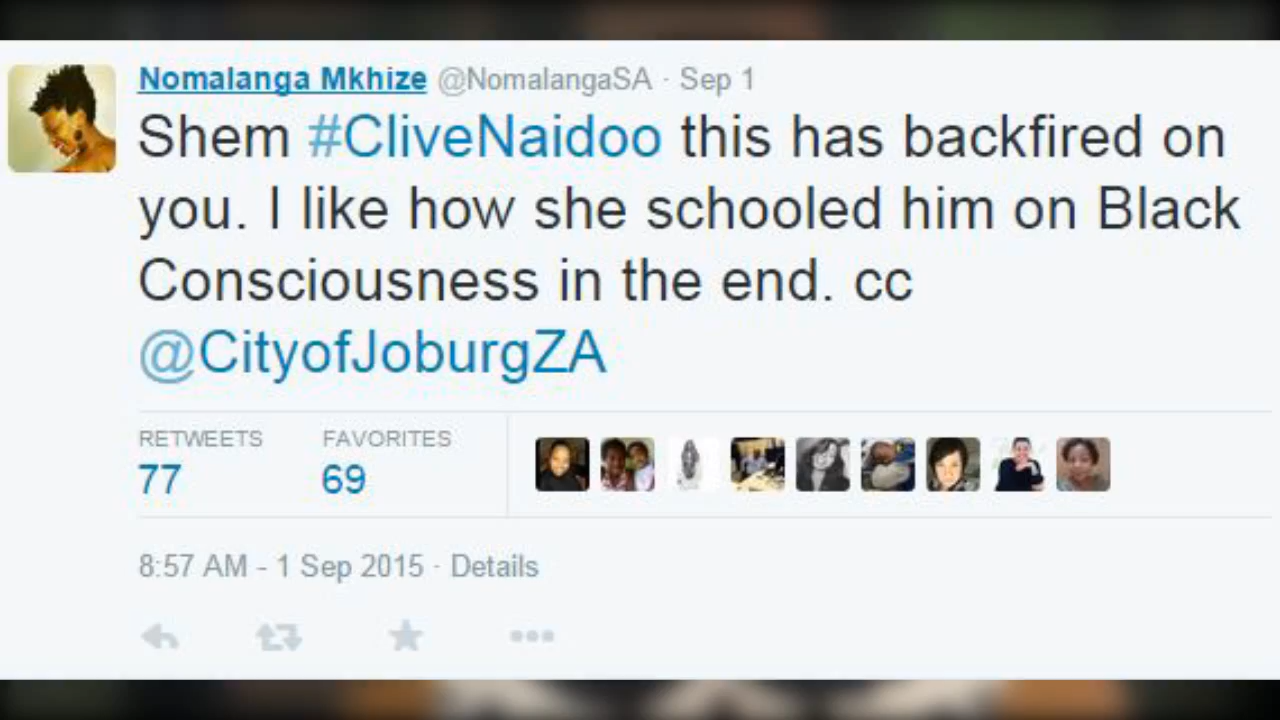 Nomalanga Mkhize @NomalangaSA · Sep 1
Shem #CliveNaidoo this has backfired on
you. I like how she schooled him on Black
Consciousness in the end. cc
@CityofJoburgZA
RETWEETS FAVORITES
77 69
8:57 AM - 1 Sep 2015 · Details